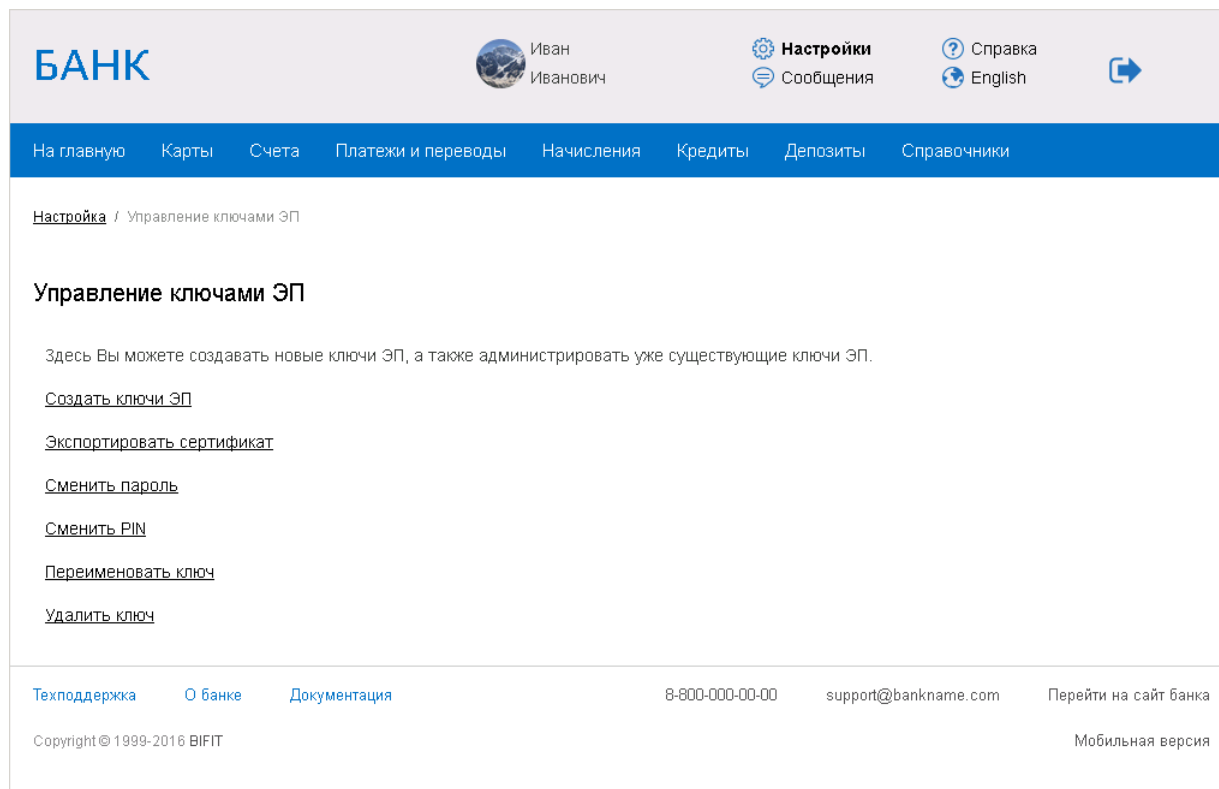 БАНК
Иван
Иванович
Настройки
Сообщения
Справка
English
На главную Карты Счета Платежи и переводы Начисления Кредиты Депозиты Справочники
Настройка / Управление ключами ЭП
Управление ключами ЭП
Здесь Вы можете создавать новые ключи ЭП, а также администрировать уже существующие ключи ЭП.
Создать ключи ЭП
Экспортировать сертификат
Сменить пароль
Сменить PIN
Переименовать ключ
Удалить ключ
Техподдержка О банке Документация 8-800-000-00-00 support@bankname.com Перейти на сайт банка
Copyright © 1999-2016 BIFIT Мобильная версия